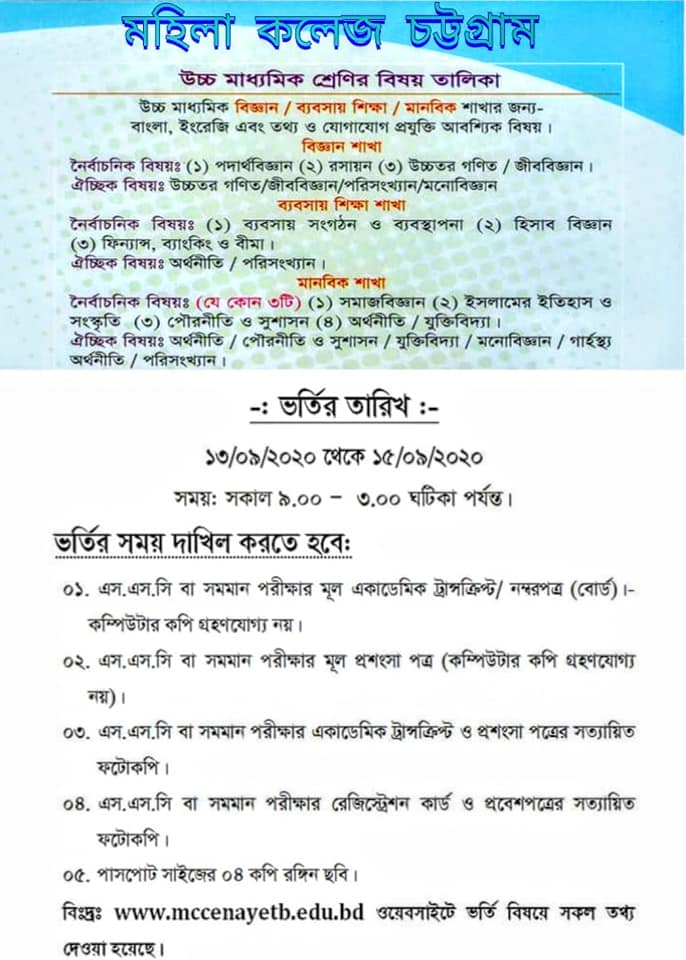 মহিলা কলেজ চট্টগ্রাম
উচ্চ মাধ্যমিক শ্রেণির বিষয় তালিকা
উচ্চ মাধ্যমিক বিজ্ঞান / ব্যবসায় শিক্ষা / মানবিক শাখার জন্য-
বাংলা, ইংরেজি এবং তথ্য ও যোগাযোগ প্রযুক্তি আবশ্যিক বিষয়।
বিজ্ঞান শাখা
নৈর্বাচনিক বিষয়ঃ (১) পদার্থবিজ্ঞান (২) রসায়ন (৩) উচ্চতর গণিত / জীববিজ্ঞান।
ঐচ্ছিক বিষয়ঃ উচ্চতর গণিত/জীববিজ্ঞান/পরিসংখ্যান/মনোবিজ্ঞান
ব্যবসায় শিক্ষা শাখা
নৈর্বাচনিক বিষয়ঃ (১) ব্যবসায় সংগঠন ও ব্যবস্থাপনা (২) হিসাব বিজ্ঞান
(৩) ফিন্যান্স, ব্যাংকিং ও বীমা।
ঐচ্ছিক বিষয়ঃ অর্থনীতি / পরিসংখ্যান।
মানবিক শাখা
নৈর্বাচনিক বিষয়ঃ (যে কোন ৩টি) (১) সমাজবিজ্ঞান (২) ইসলামের ইতিহাস ও
সংস্কৃতি (৩) পৌরনীতি ও সুশাসন (৪) অর্থনীতি / যুক্তিবিদ্যা।
ঐচ্ছিক বিষয়ঃ অর্থনীতি / পৌরনীতি ও সুশাসন / যুক্তিবিদ্যা / মনোবিজ্ঞান / গার্হস্থ্য
অর্থনীতি / পরিসংখ্যান।
-: ভর্তির তারিখ :-
১৩/০৯/২০২০ থেকে ১৫/০৯/২০২০
সময়: সকাল ৯.০০ – ৩.০০ ঘটিকা পর্যন্ত।
ভর্তির সময় দাখিল করতে হবে:
০১. এস.এস.সি বা সমমান পরীক্ষার মূল একাডেমিক ট্রান্সক্রিপ্ট/ নম্বরপত্র (বোর্ড)।-
কম্পিউটার কপি গ্রহণযোগ্য নয়।
০২. এস.এস.সি বা সমমান পরীক্ষার মূল প্রশংসা পত্র (কম্পিউটার কপি গ্রহণযোগ্য
নয়)।
০৩. এস.এস.সি বা সমমান পরীক্ষার একাডেমিক ট্রান্সক্রিপ্ট ও প্রশংসা পত্রের সত্যায়িত
ফটোকপি।
০৪. এস.এস.সি বা সমমান পরীক্ষার রেজিস্ট্রেশন কার্ড ও প্রবেশপত্রের সত্যায়িত
ফটোকপি।
০৫. পাসপোট সাইজের ০৪ কপি রঙ্গিন ছবি।
বিঃদ্রঃ www.mccenayetb.edu.bd ওয়েবসাইটে ভর্তি বিষয়ে সকল তথ্য
দেওয়া হয়েছে।